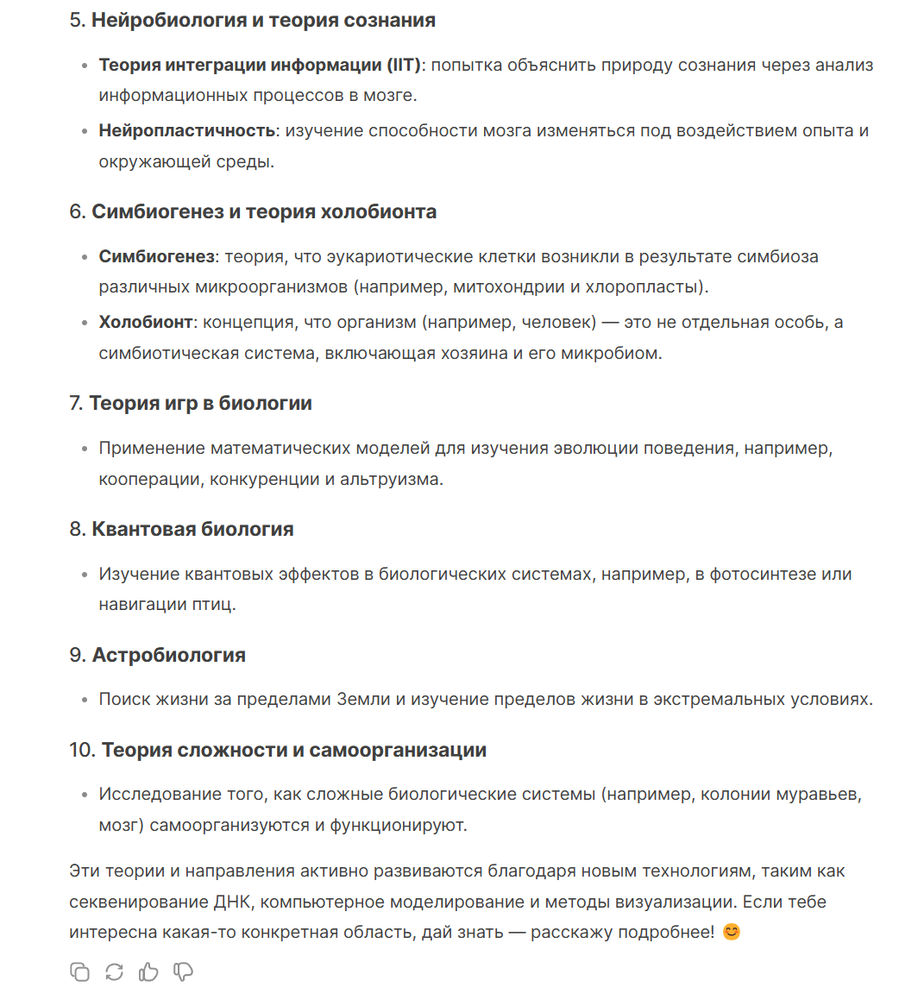 5. Нейробиология и теория сознания
• Теория интеграции информации (IIT): попытка объяснить природу сознания через анализ
информационных процессов в мозге.
• Нейропластичность: изучение способности мозга изменяться под воздействием опыта и
окружающей среды.
6. Симбиогенез и теория холобионта
• Симбиогенез: теория, что эукариотические клетки возникли в результате симбиоза
различных микроорганизмов (например, митохондрии и хлоропласты).
• Холобионт: концепция, что организм (например, человек) — это не отдельная особь, а
симбиотическая система, включающая хозяина и его микробиом.
7. Теория игр в биологии
• Применение математических моделей для изучения эволюции поведения, например,
кооперации, конкуренции и альтруизма.
8. Квантовая биология
• Изучение квантовых эффектов в биологических системах, например, в фотосинтезе или
навигации птиц.
9. Астробиология
• Поиск жизни за пределами Земли и изучение пределов жизни в экстремальных условиях.
10. Теория сложности и самоорганизации
• Исследование того, как сложные биологические системы (например, колонии муравьев,
мозг) самоорганизуются и функционируют.
Эти теории и направления активно развиваются благодаря новым технологиям, таким как
секвенирование ДНК, компьютерное моделирование и методы визуализации. Если тебе
интересна какая-то конкретная область, дай знать — расскажу подробнее! 😊